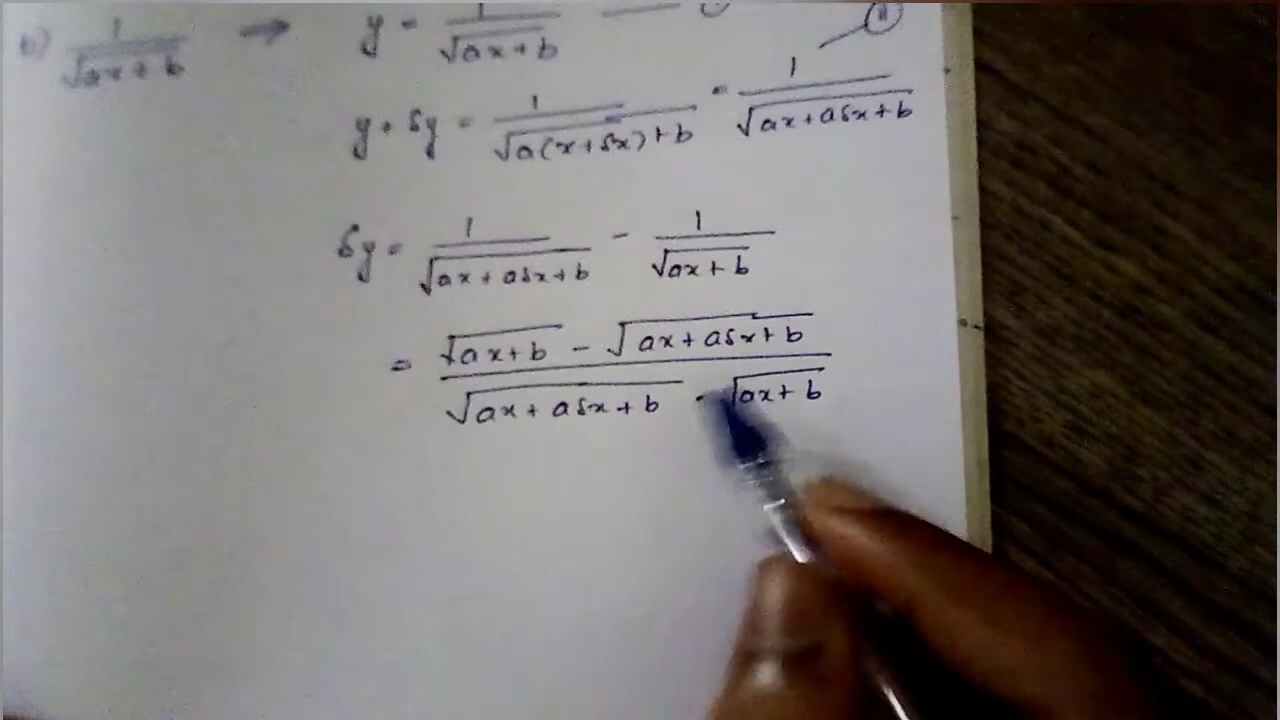 b) 1/√(ax + b) → y = 1/√(ax + b) —
y + δy = 1/√(a(x + δx) + b) = 1/√(ax + aδx + b) — (11)
δy = 1/√(ax + aδx + b) - 1/√(ax + b)
= (√(ax + b) - √(ax + aδx + b))/(√(ax + aδx + b) · √(ax + b))